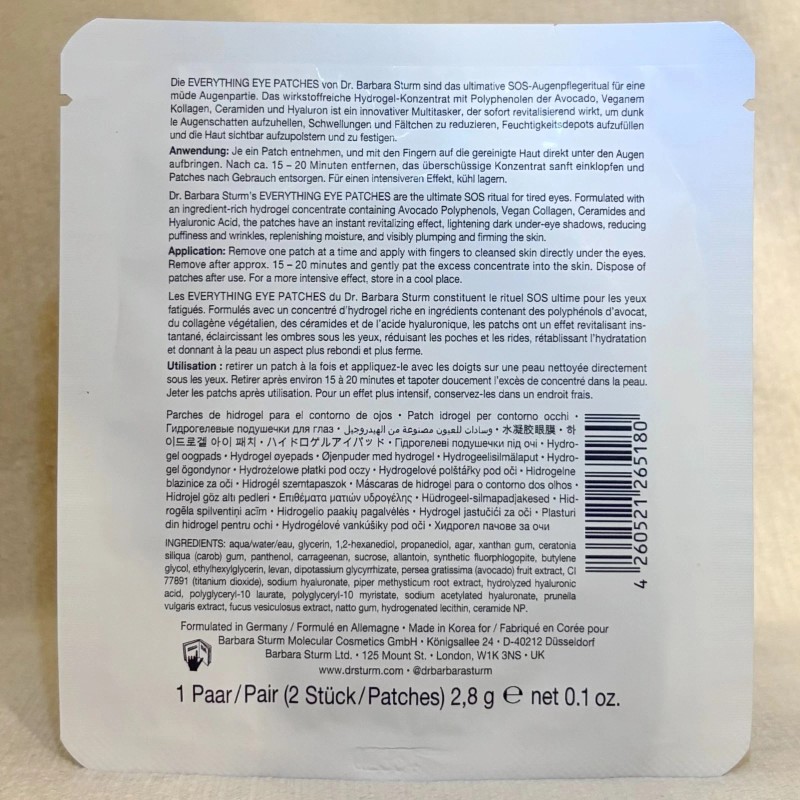 Die EVERYTHING EYE PATCHES von Dr. Barbara Sturm sind das ultimative SOS-Augenpflegeritual für eine
müde Augenpartie. Das wirkstoffreiche Hydrogel-Konzentrat mit Polyphenolen der Avocado, Veganem
Kollagen, Ceramiden und Hyaluron ist ein innovativer Multitasker, der sofort revitalisierend wirkt, um dunk
le Augenschatten aufzuhellen, Schwellungen und Fältchen zu reduzieren, Feuchtigkeitsdepots aufzufüllen
und die Haut sichtbar aufzupolstern und zu festigen.
Anwendung: Je ein Patch entnehmen, und mit den Fingern auf die gereinigte Haut direkt unter den Augen
aufbringen. Nach ca. 15 – 20 Minuten entfernen, das überschüssige Konzentrat sanft einklopfen und
Patches nach Gebrauch entsorgen. Für einen intensiveren Effekt, kühl lagern.
Dr. Barbara Sturm's EVERYTHING EYE PATCHES are the ultimate SOS ritual for tired eyes. Formulated with
an ingredient-rich hydrogel concentrate containing Avocado Polyphenols, Vegan Collagen, Ceramides and
Hyaluronic Acid, the patches have an instant revitalizing effect, lightening dark under-eye shadows, reducing
puffiness and wrinkles, replenishing moisture, and visibly plumping and firming the skin.
Application: Remove one patch at a time and apply with fingers to cleansed skin directly under the eyes.
Remove after approx. 15 – 20 minutes and gently pat the excess concentrate into the skin. Dispose of
patches after use. For a more intensive effect, store in a cool place.
Les EVERYTHING EYE PATCHES du Dr. Barbara Sturm constituent le rituel SOS ultime pour les yeux
fatigués. Formulés avec un concentré d'hydrogel riche en ingrédients contenant des polyphénols d'avocat,
du collagène végétalien, des céramides et de l'acide hyaluronique, les patchs ont un effet revitalisant ins-
tantané, éclaircissant les ombres sous les yeux, réduisant les poches et les rides, rétablissant l'hydratation
et donnant à la peau un aspect plus rebondi et plus ferme.
Utilisation : retirer un patch à la fois et appliquez-le avec les doigts sur une peau nettoyée directement
sous les yeux. Retirer après environ 15 à 20 minutes et tapoter doucement l'excès de concentré dans la peau.
Jeter les patchs après utilisation. Pour un effet plus intensif, conservez-les dans un endroit frais.
Parches de hidrogel para el contorno de ojos • Patch idrogel per contorno occhi •
Гидрогелевые подушечки для глаз • وسادات للعيون مصنوعة من الهيدروجيل • 水凝胶眼膜 • 하
이드로겔 아이 패치 • ハイドロゲルアイパッド • Гідрогелеві подушечки під очі • Hydro-
gel oogpads • Hydrogel øyepads • Øjenpuder med hydrogel • Hydrogeelisilmälaput • Hydro-
gel ögondynor • Hydrożelowe płatki pod oczy • Hydrogelové polštářky pod oči • Hidrogelne
blazinice za oči • Hidrogél szemtapaszok • Máscaras de hidrogel para o contorno dos olhos •
Hidrojel göz altı pedleri • Επιθέματα ματιών υδρογέλης • Hüdrogeel-silmapadjakesed • Hid-
rogēla spilventiņi acīm • Hidrogelio paakių pagalvėlės • Hydrogel jastučići za oči • Plasturi
din hidrogel pentru ochi • Hydrogélové vankúšiky pod oči • Хидрогел пачове за очи
4 260521 265180
INGREDIENTS: aqua/water/eau, glycerin, 1,2-hexanediol, propanediol, agar, xanthan gum, ceratonia
siliqua (carob) gum, panthenol, carrageenan, sucrose, allantoin, synthetic fluorphlogopite, butylene
glycol, ethylhexylglycerin, levan, dipotassium glycyrrhizate, persea gratissima (avocado) fruit extract, CI
77891 (titanium dioxide), sodium hyaluronate, piper methysticum root extract, hydrolyzed hyaluronic
acid, polyglyceryl-10 laurate, polyglyceryl-10 myristate, sodium acetylated hyaluronate, prunella
vulgaris extract, fucus vesiculosus extract, natto gum, hydrogenated lecithin, ceramide NP.
Formulated in Germany / Formulé en Allemagne • Made in Korea for / Fabriqué en Corée pour
Barbara Sturm Molecular Cosmetics GmbH • Königsallee 24 • D-40212 Düsseldorf
Barbara Sturm Ltd. • 125 Mount St. • London, W1K 3NS • UK
www.drsturm.com • @drbarbarasturm
1 Paar/Pair (2 Stück/Patches) 2,8 g ℮ net 0.1 oz.